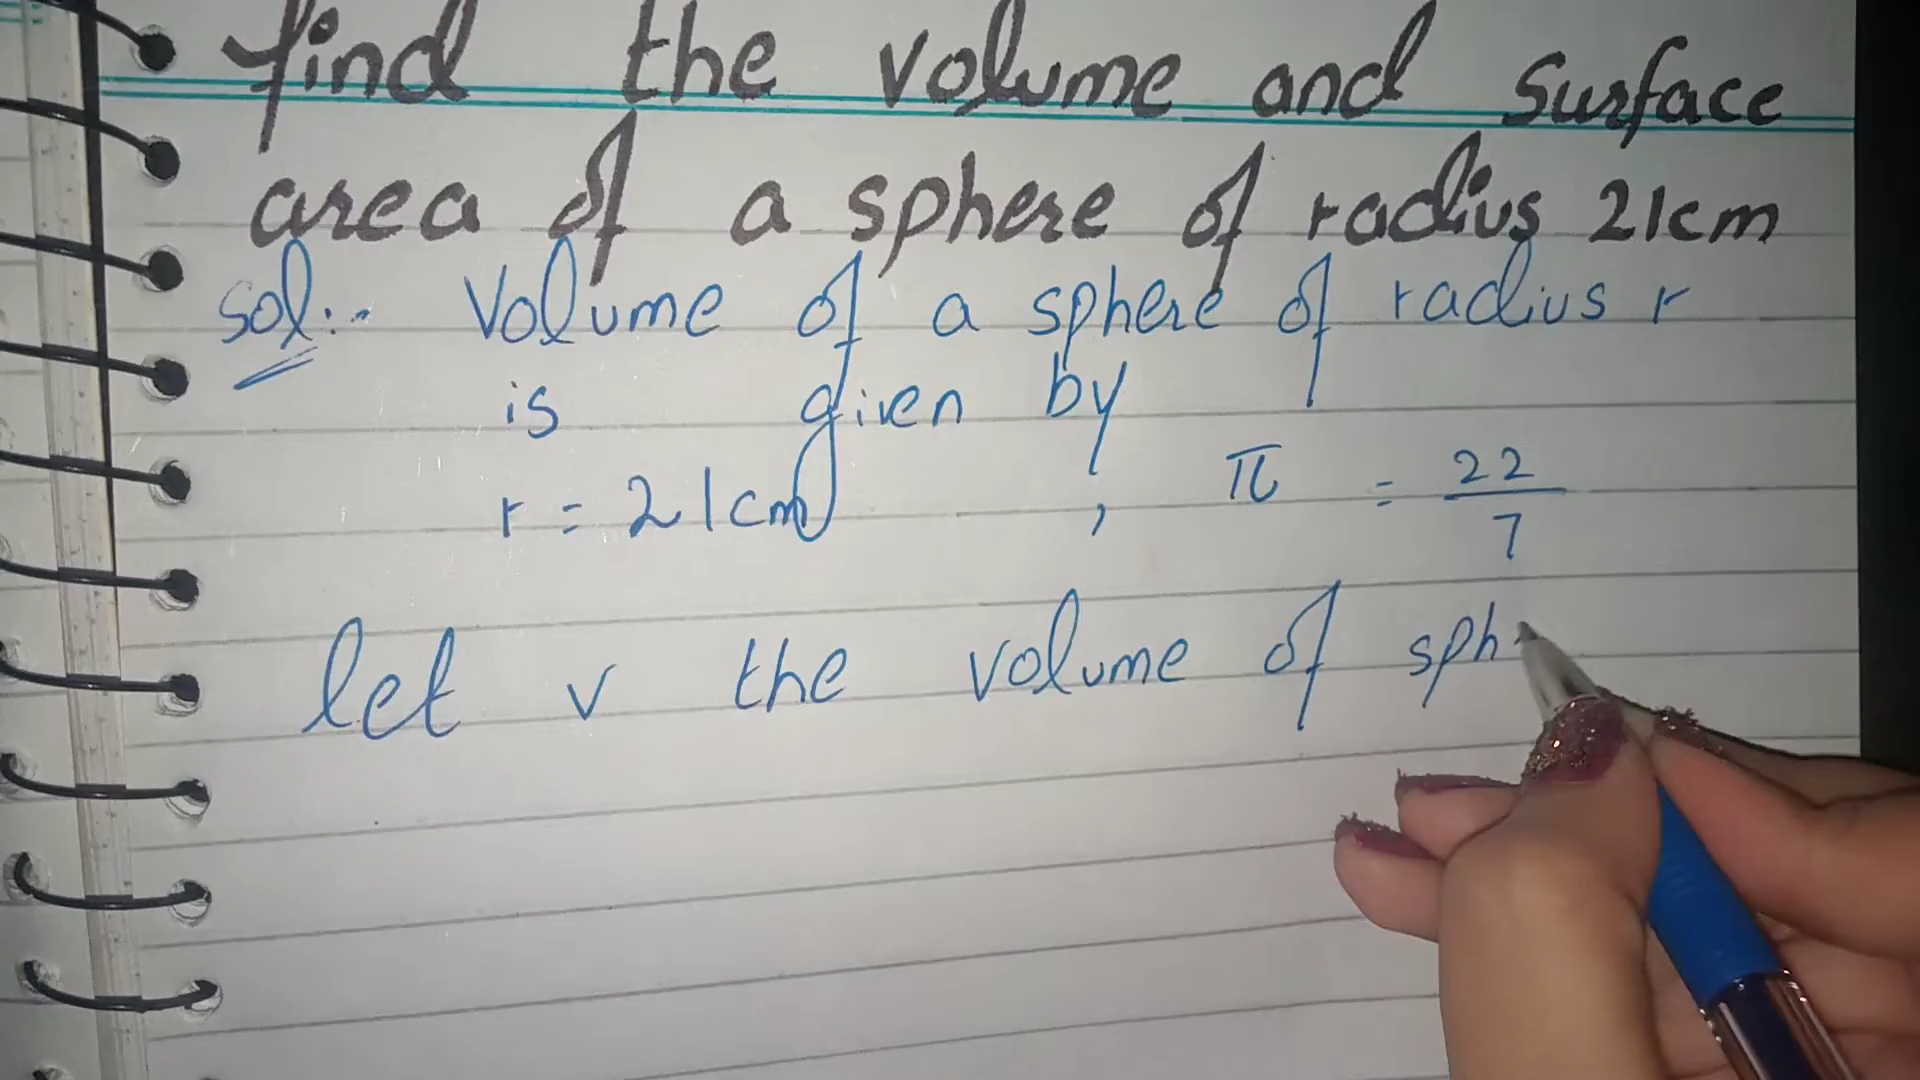 find the volume and surface
area of a sphere of radius 21cm
Sol:- Volume of a sphere of radius r
is given by
r = 21cm , π = 22/7
let v the volume of sph